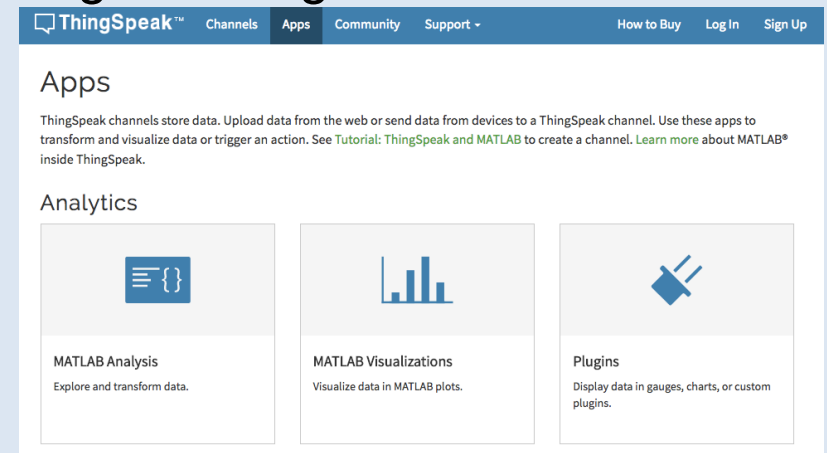 ThingSpeak™ Channels Apps Community Support How to Buy Log In Sign Up
Apps
ThingSpeak channels store data. Upload data from the web or send data from devices to a ThingSpeak channel. Use these apps to
transform and visualize data or trigger an action. See Tutorial: ThingSpeak and MATLAB to create a channel. Learn more about MATLAB®
inside ThingSpeak.
Analytics
MATLAB Analysis
Explore and transform data.
MATLAB Visualizations
Visualize data in MATLAB plots.
Plugins
Display data in gauges, charts, or custom
plugins.